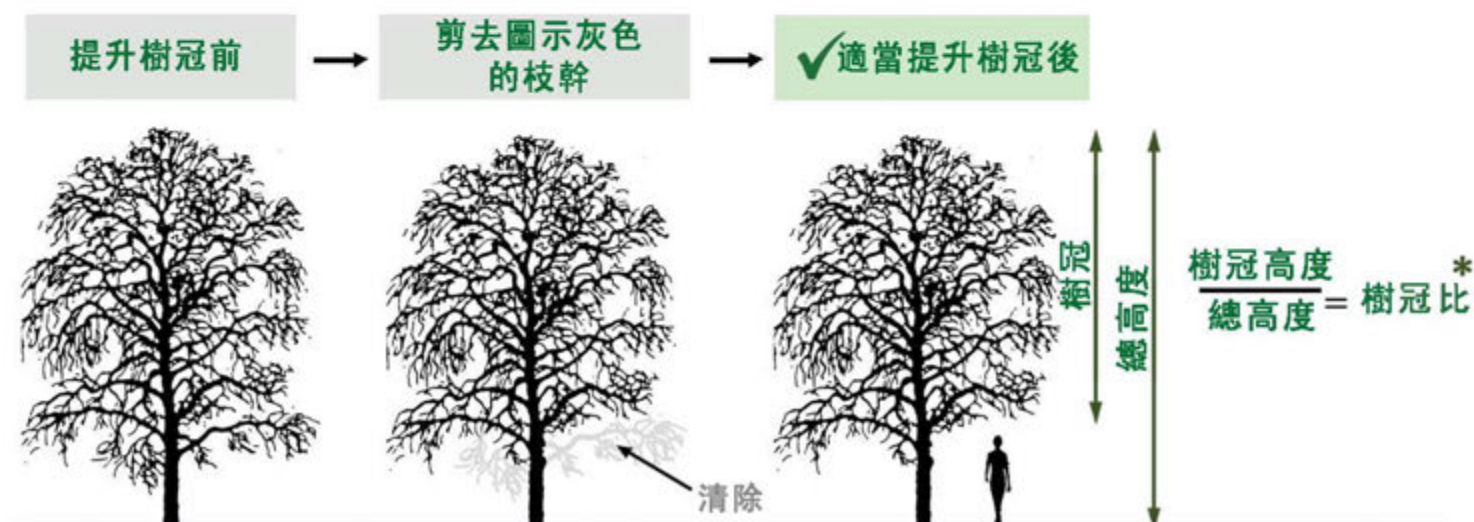 提升樹冠前
剪去圖示灰色
的枝幹
✓適當提升樹冠後
樹冠
總高度
樹冠高度
總高度
= 樹冠比*
清除